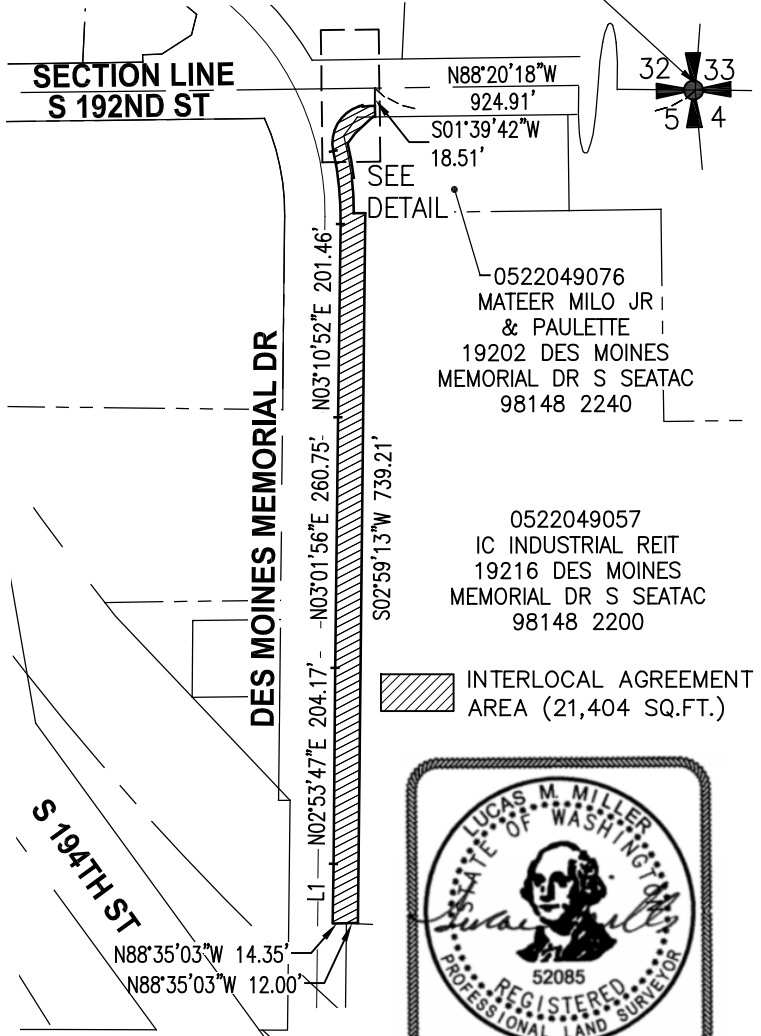 SECTION LINE
S 192ND ST
N88°20'18"W
924.91'
S01°39'42"W
18.51'
32 33
5 4
SEE
DETAIL
0522049076
MATEER MILO JR
& PAULETTE
19202 DES MOINES
MEMORIAL DR S SEATAC
98148 2240
DES MOINES MEMORIAL DR
N03°10'52"E 201.46'
N03°01'56"E 260.75'
N02°53'47"E 204.17'
L1
S02°59'13"W 739.21'
0522049057
IC INDUSTRIAL REIT
19216 DES MOINES
MEMORIAL DR S SEATAC
98148 2200
INTERLOCAL AGREEMENT
AREA (21,404 SQ.FT.)
S 194TH ST
N88°35'03"W 14.35'
N88°35'03"W 12.00'
LUCAS M. MILLER
STATE OF WASHINGTON
52085
REGISTERED
PROFESSIONAL LAND SURVEYOR